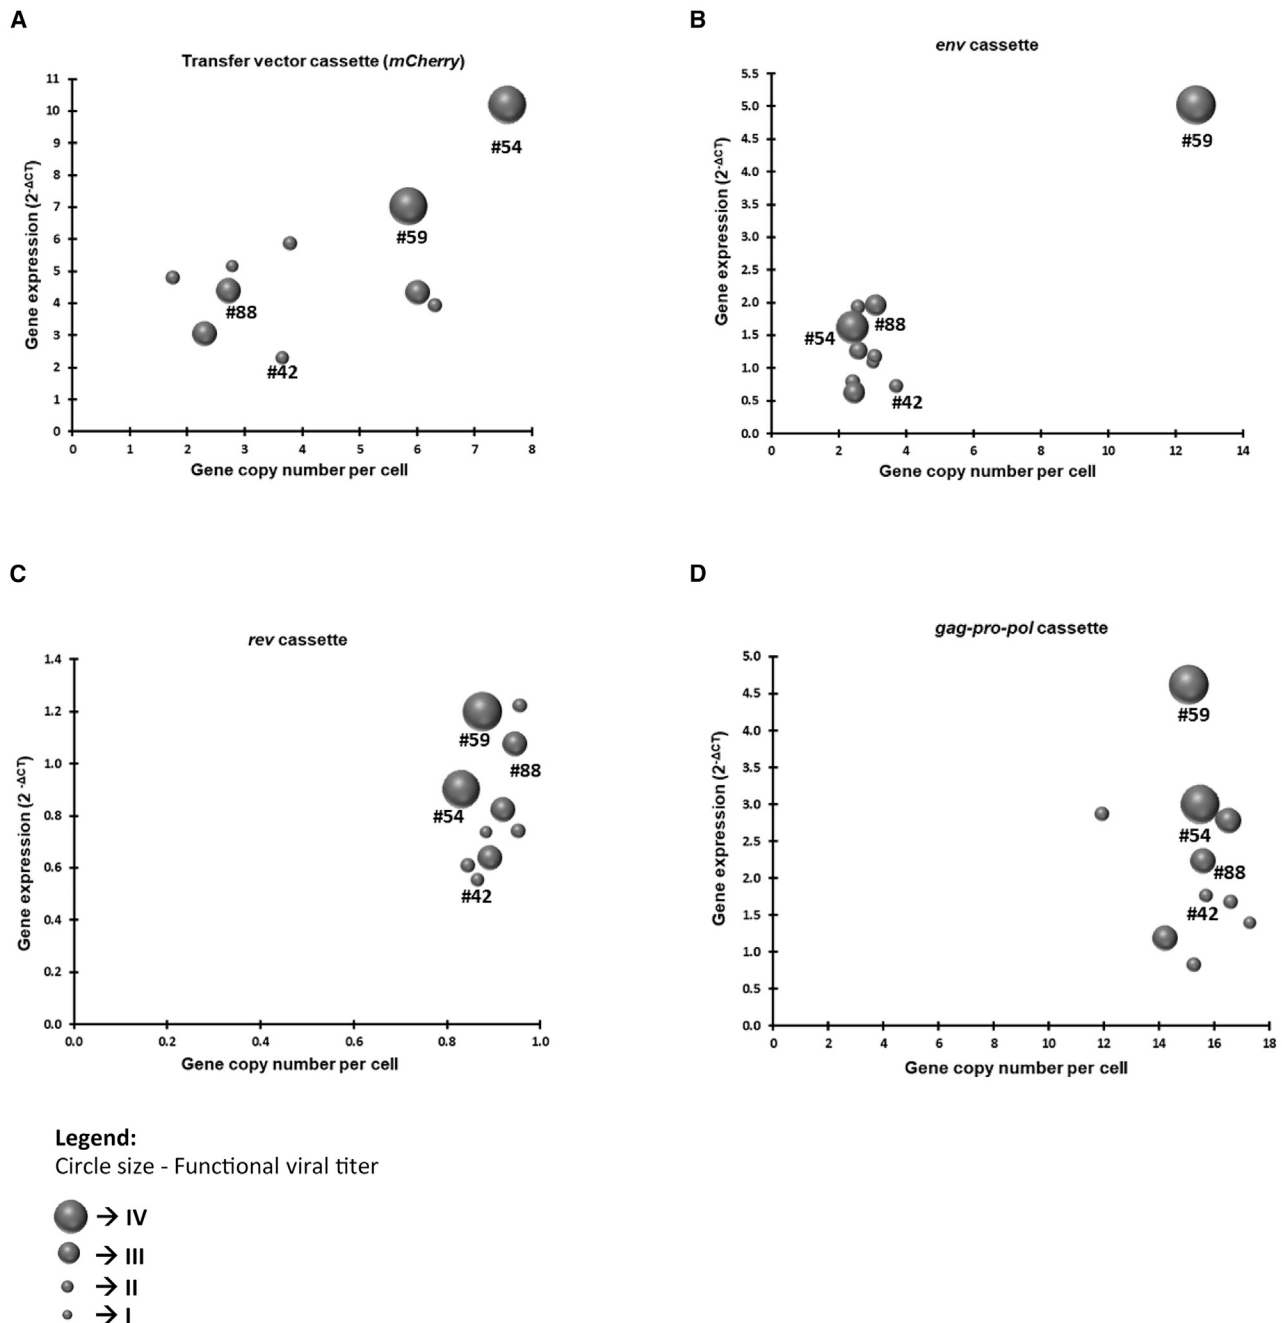 A
Transfer vector cassette (mCherry)
Gene expression (2-ΔCT)
11
10
9
8
7
6
5
4
3
2
1
0
#54
#59
#88
#42
0 1 2 3 4 5 6 7 8
Gene copy number per cell
B
env cassette
Gene expression (2-ΔCT)
5.5
5.0
4.5
4.0
3.5
3.0
2.5
2.0
1.5
1.0
0.5
0.0
#59
#88
#54
#42
0 2 4 6 8 10 12 14
Gene copy number per cell
C
rev cassette
Gene expression (2 -ΔCT)
1.4
1.2
1.0
0.8
0.6
0.4
0.2
0.0
#59
#88
#54
#42
0.0 0.2 0.4 0.6 0.8 1.0
Gene copy number per cell
D
gag-pro-pol cassette
Gene expression (2-ΔCT)
5.0
4.5
4.0
3.5
3.0
2.5
2.0
1.5
1.0
0.5
0.0
#59
#54
#88
#42
0 2 4 6 8 10 12 14 16 18
Gene copy number per cell
Legend:
Circle size - Functional viral titer
→ IV
→ III
→ II
→ I